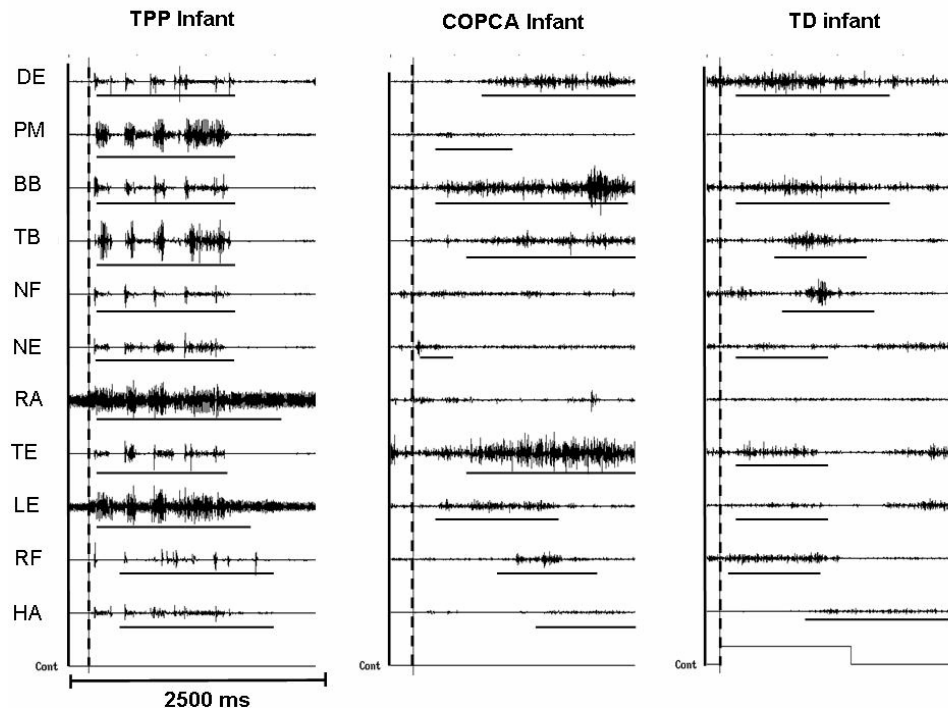 TPP Infant COPCA Infant TD infant
DE
PM
BB
TB
NF
NE
RA
TE
LE
RF
HA
Cont Cont Cont
2500 ms